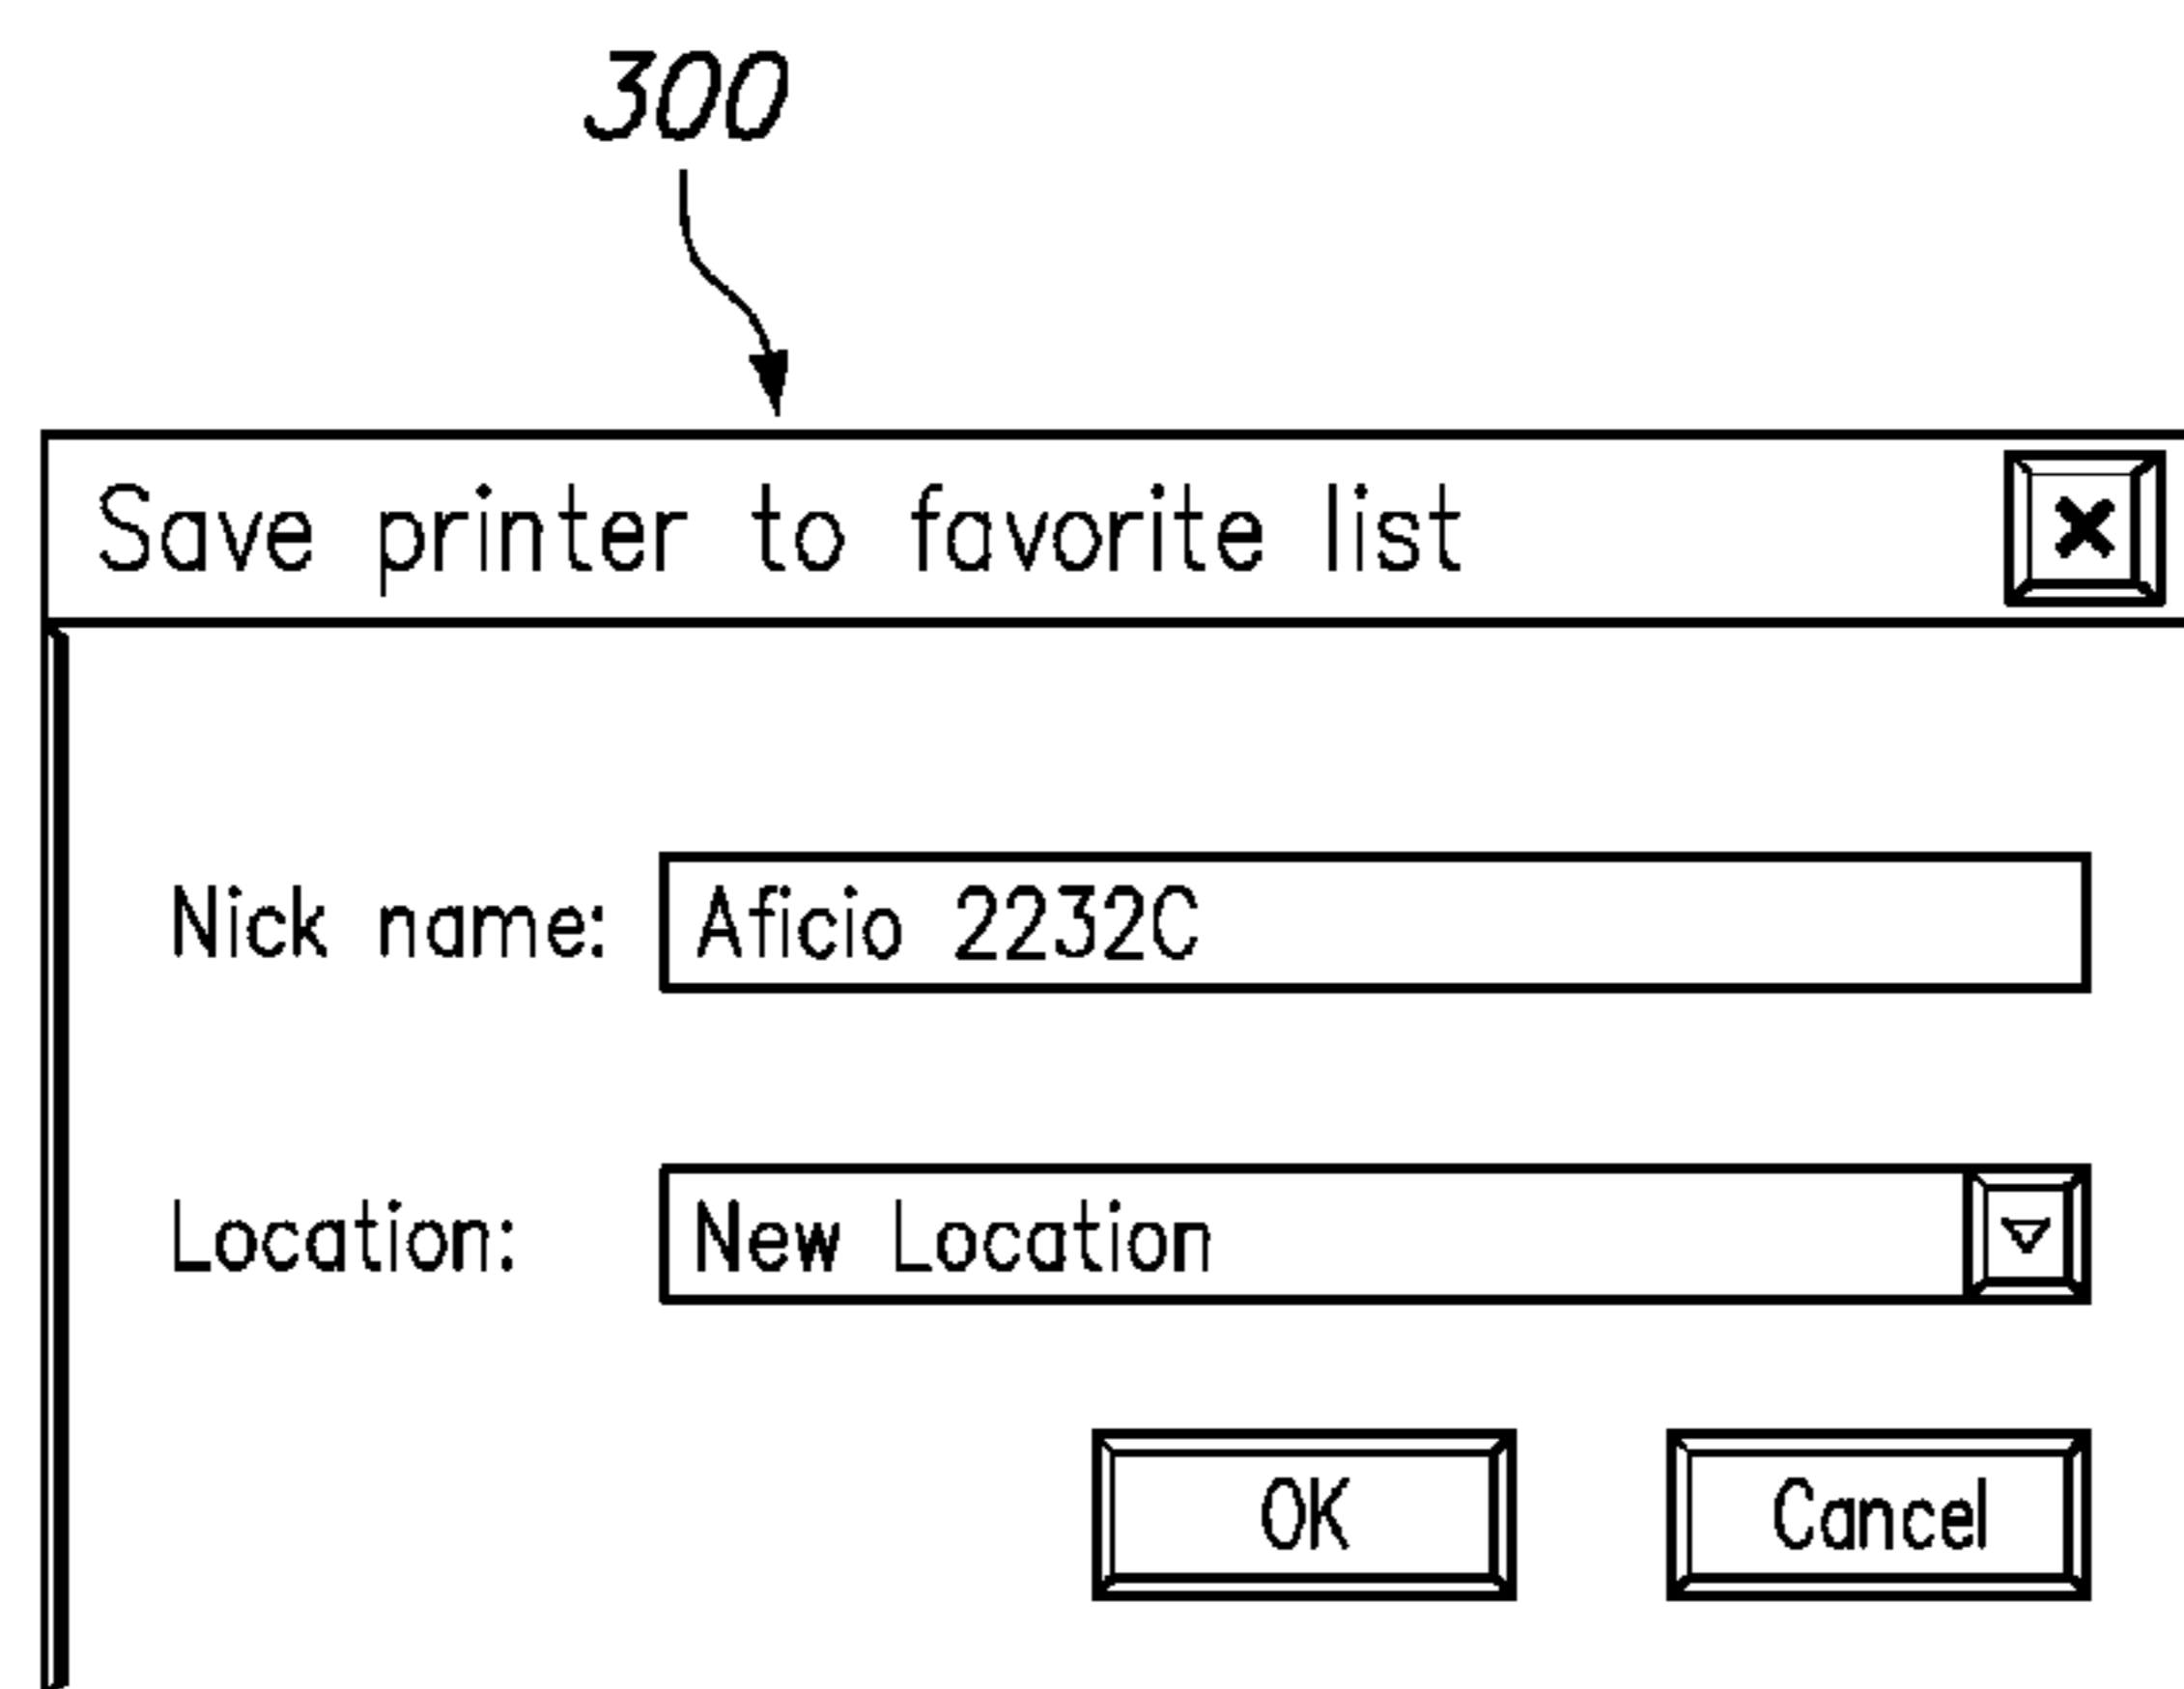 300
Save printer to favorite list
Nick name: Aficio 2232C
Location: New Location
OK Cancel